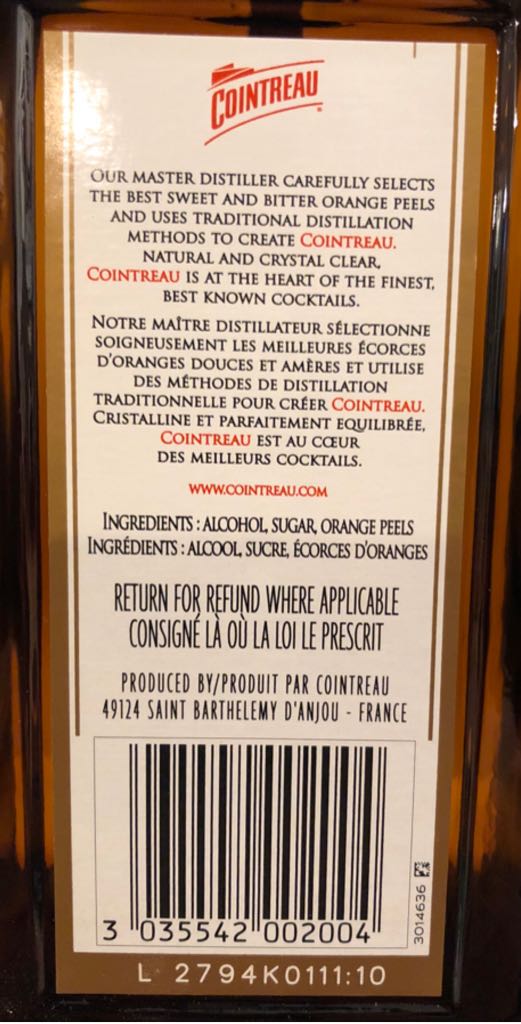 COINTREAU
OUR MASTER DISTILLER CAREFULLY SELECTS
THE BEST SWEET AND BITTER ORANGE PEELS
AND USES TRADITIONAL DISTILLATION
METHODS TO CREATE COINTREAU.
NATURAL AND CRYSTAL CLEAR,
COINTREAU IS AT THE HEART OF THE FINEST,
BEST KNOWN COCKTAILS.
NOTRE MAÎTRE DISTILLATEUR SÉLECTIONNE
SOIGNEUSEMENT LES MEILLEURES ÉCORCES
D'ORANGES DOUCES ET AMÈRES ET UTILISE
DES MÉTHODES DE DISTILLATION
TRADITIONNELLE POUR CRÉER COINTREAU.
CRISTALLINE ET PARFAITEMENT EQUILIBRÉE,
COINTREAU EST AU CŒUR
DES MEILLEURS COCKTAILS.
WWW.COINTREAU.COM
INGREDIENTS : ALCOHOL, SUGAR, ORANGE PEELS
INGRÉDIENTS : ALCOOL, SUCRE, ÉCORCES D'ORANGES
RETURN FOR REFUND WHERE APPLICABLE
CONSIGNÉ LÀ OÙ LA LOI LE PRESCRIT
PRODUCED BY/PRODUIT PAR COINTREAU
49124 SAINT BARTHELEMY D'ANJOU - FRANCE
3 035542 002004
3014636
L 2794K0111:10